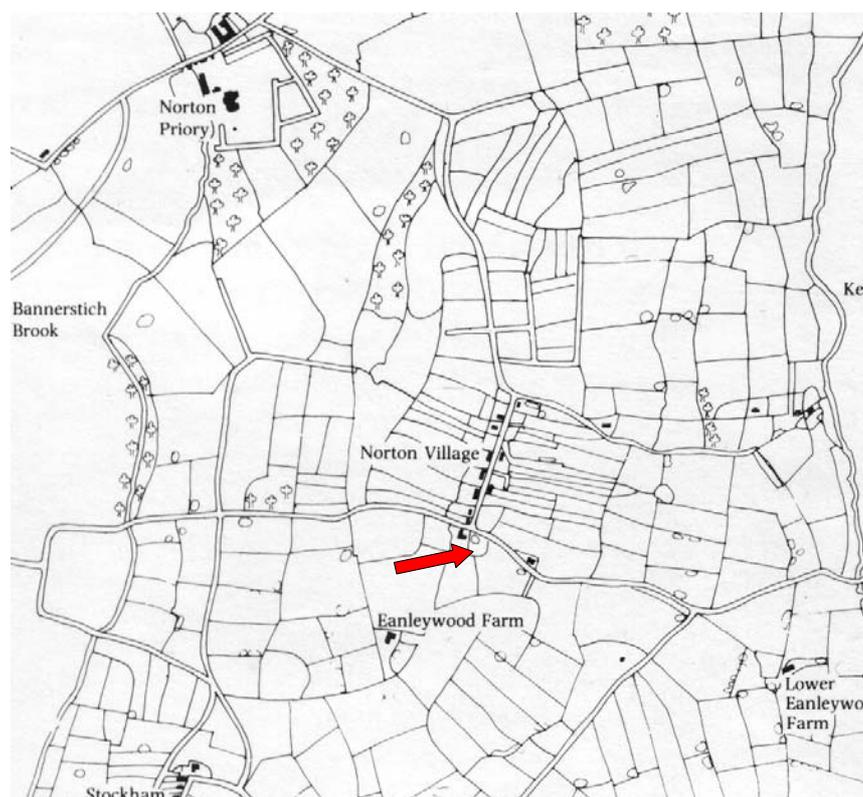 Norton
Priory
Bannerstich
Brook
Ke
Norton Village
Eanleywood Farm
Lower
Eanleywo
Farm
Stockham